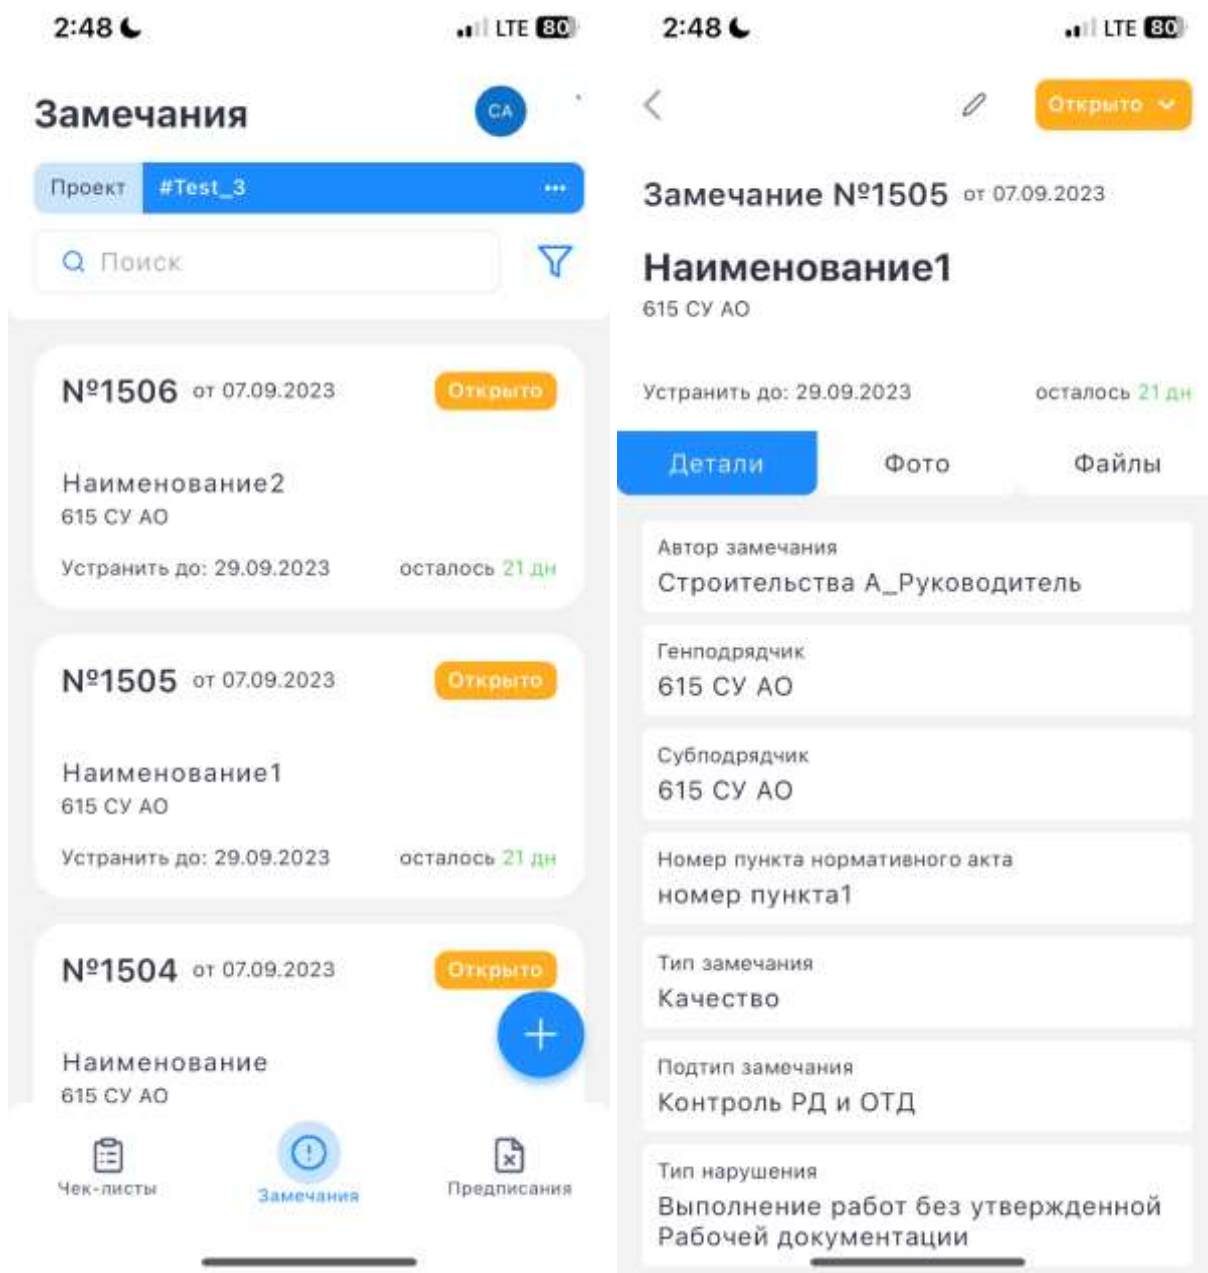 2:48
LTE 80
Замечания
CA
Проект #Test_3
Поиск
№1506 от 07.09.2023 Открыто
Наименование2
615 СУ АО
Устранить до: 29.09.2023 осталось 21 дн
№1505 от 07.09.2023 Открыто
Наименование1
615 СУ АО
Устранить до: 29.09.2023 осталось 21 дн
№1504 от 07.09.2023 Открыто
Наименование
615 СУ АО
Чек-листы Замечания Предписания
2:48
LTE 80
Открыто
Замечание №1505 от 07.09.2023
Наименование1
615 СУ АО
Устранить до: 29.09.2023 осталось 21 дн
Детали Фото Файлы
Автор замечания
Строительства А_Руководитель
Генподрядчик
615 СУ АО
Субподрядчик
615 СУ АО
Номер пункта нормативного акта
номер пункта1
Тип замечания
Качество
Подтип замечания
Контроль РД и ОТД
Тип нарушения
Выполнение работ без утвержденной
Рабочей документации